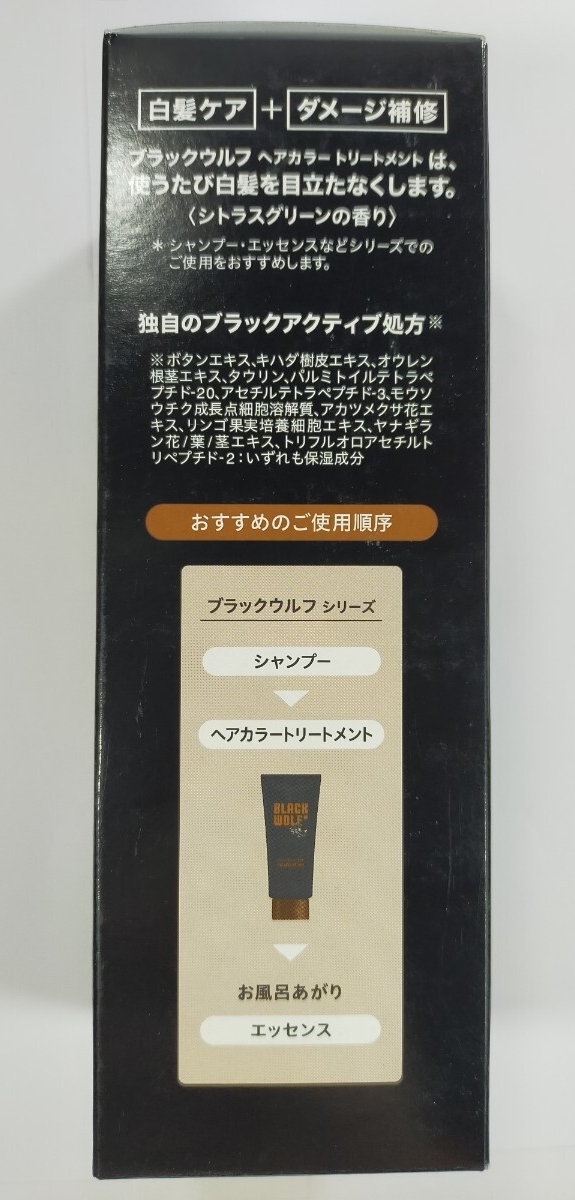 白髪ケア + ダメージ補修
ブラックウルフ ヘアカラー トリートメント は、
使うたび白髪を目立たなくします。
〈シトラスグリーンの香り〉
＊シャンプー・エッセンスなどシリーズでの
ご使用をおすすめします。
独自のブラックアクティブ処方※
※ボタンエキス、キハダ樹皮エキス、オウレン
根茎エキス、タウリン、パルミトイルテトラペ
プチド-20、アセチルテトラペプチド-3、モウソ
ウチク成長点細胞溶解質、アカツメクサ花エ
キス、リンゴ果実培養細胞エキス、ヤナギラ
ン花/葉/茎エキス、トリフルオロアセチルト
リペプチド-2：いずれも保湿成分
おすすめのご使用順序
ブラックウルフ シリーズ
シャンプー
ヘアカラートリートメント
BLACK
WOLF
お風呂あがり
エッセンス